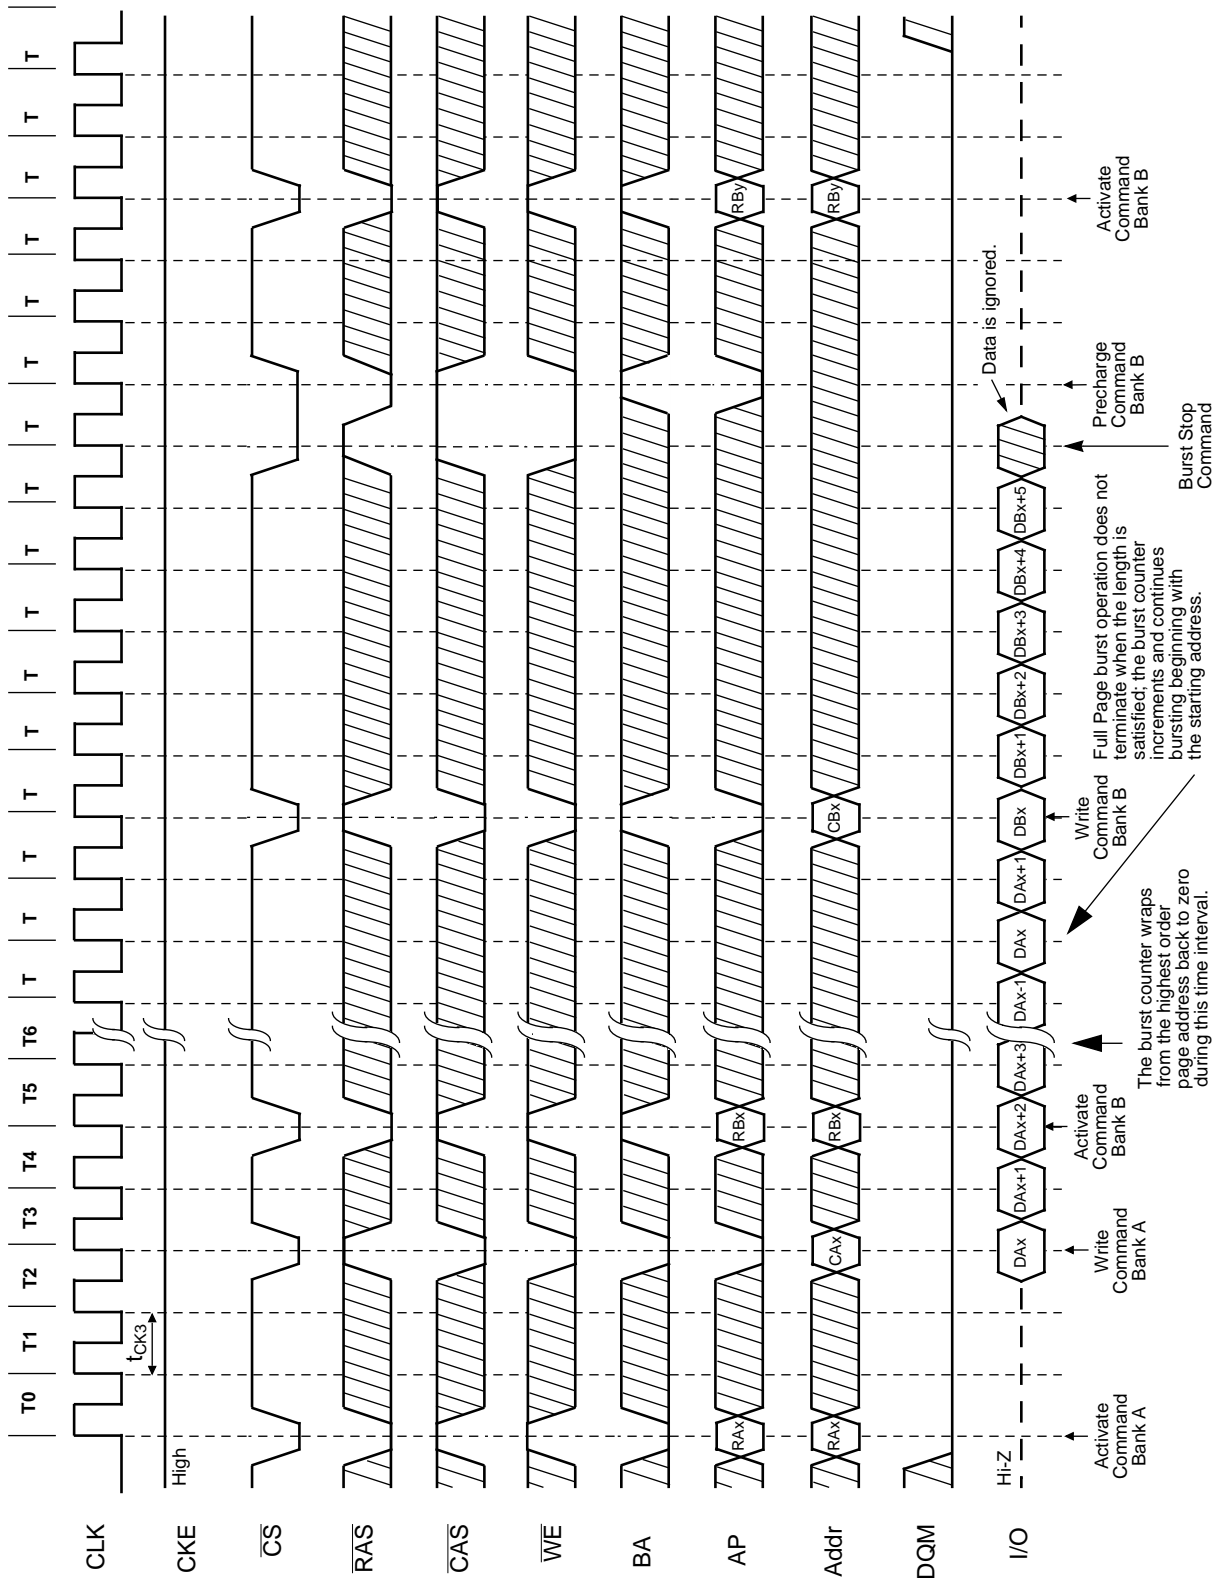 T0 T1 T2 T3 T4 T5 T6 T T T T T T T T T T T T T T T T
CLK
tCK3
CKE
High
CS
RAS
CAS
WE
BA
AP
RAx RBx RBy
Addr
RAx CAx RBx CBx RBy
DQM
I/O
Hi-Z
DAx DAx+1 DAx+2 DAx+3 DAx-1 DAx DAx+1 DBx DBx+1 DBx+2 DBx+3 DBx+4 DBx+5
Data is ignored.
Activate
Command
Bank A
Write
Command
Bank A
Activate
Command
Bank B
The burst counter wraps
from the highest order
page address back to zero
during this time interval.
Write
Command
Bank B
Full Page burst operation does not
terminate when the length is
satisfied; the burst counter
increments and continues
bursting beginning with
the starting address.
Burst Stop
Command
Precharge
Command
Bank B
Activate
Command
Bank B